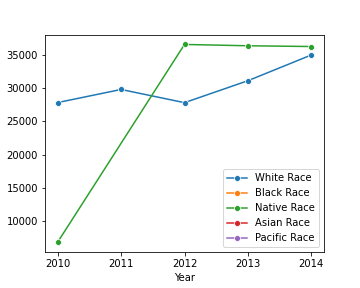 35000
30000
25000
20000
15000
10000
White Race
Black Race
Native Race
Asian Race
Pacific Race
2010 2011 2012 2013 2014
Year